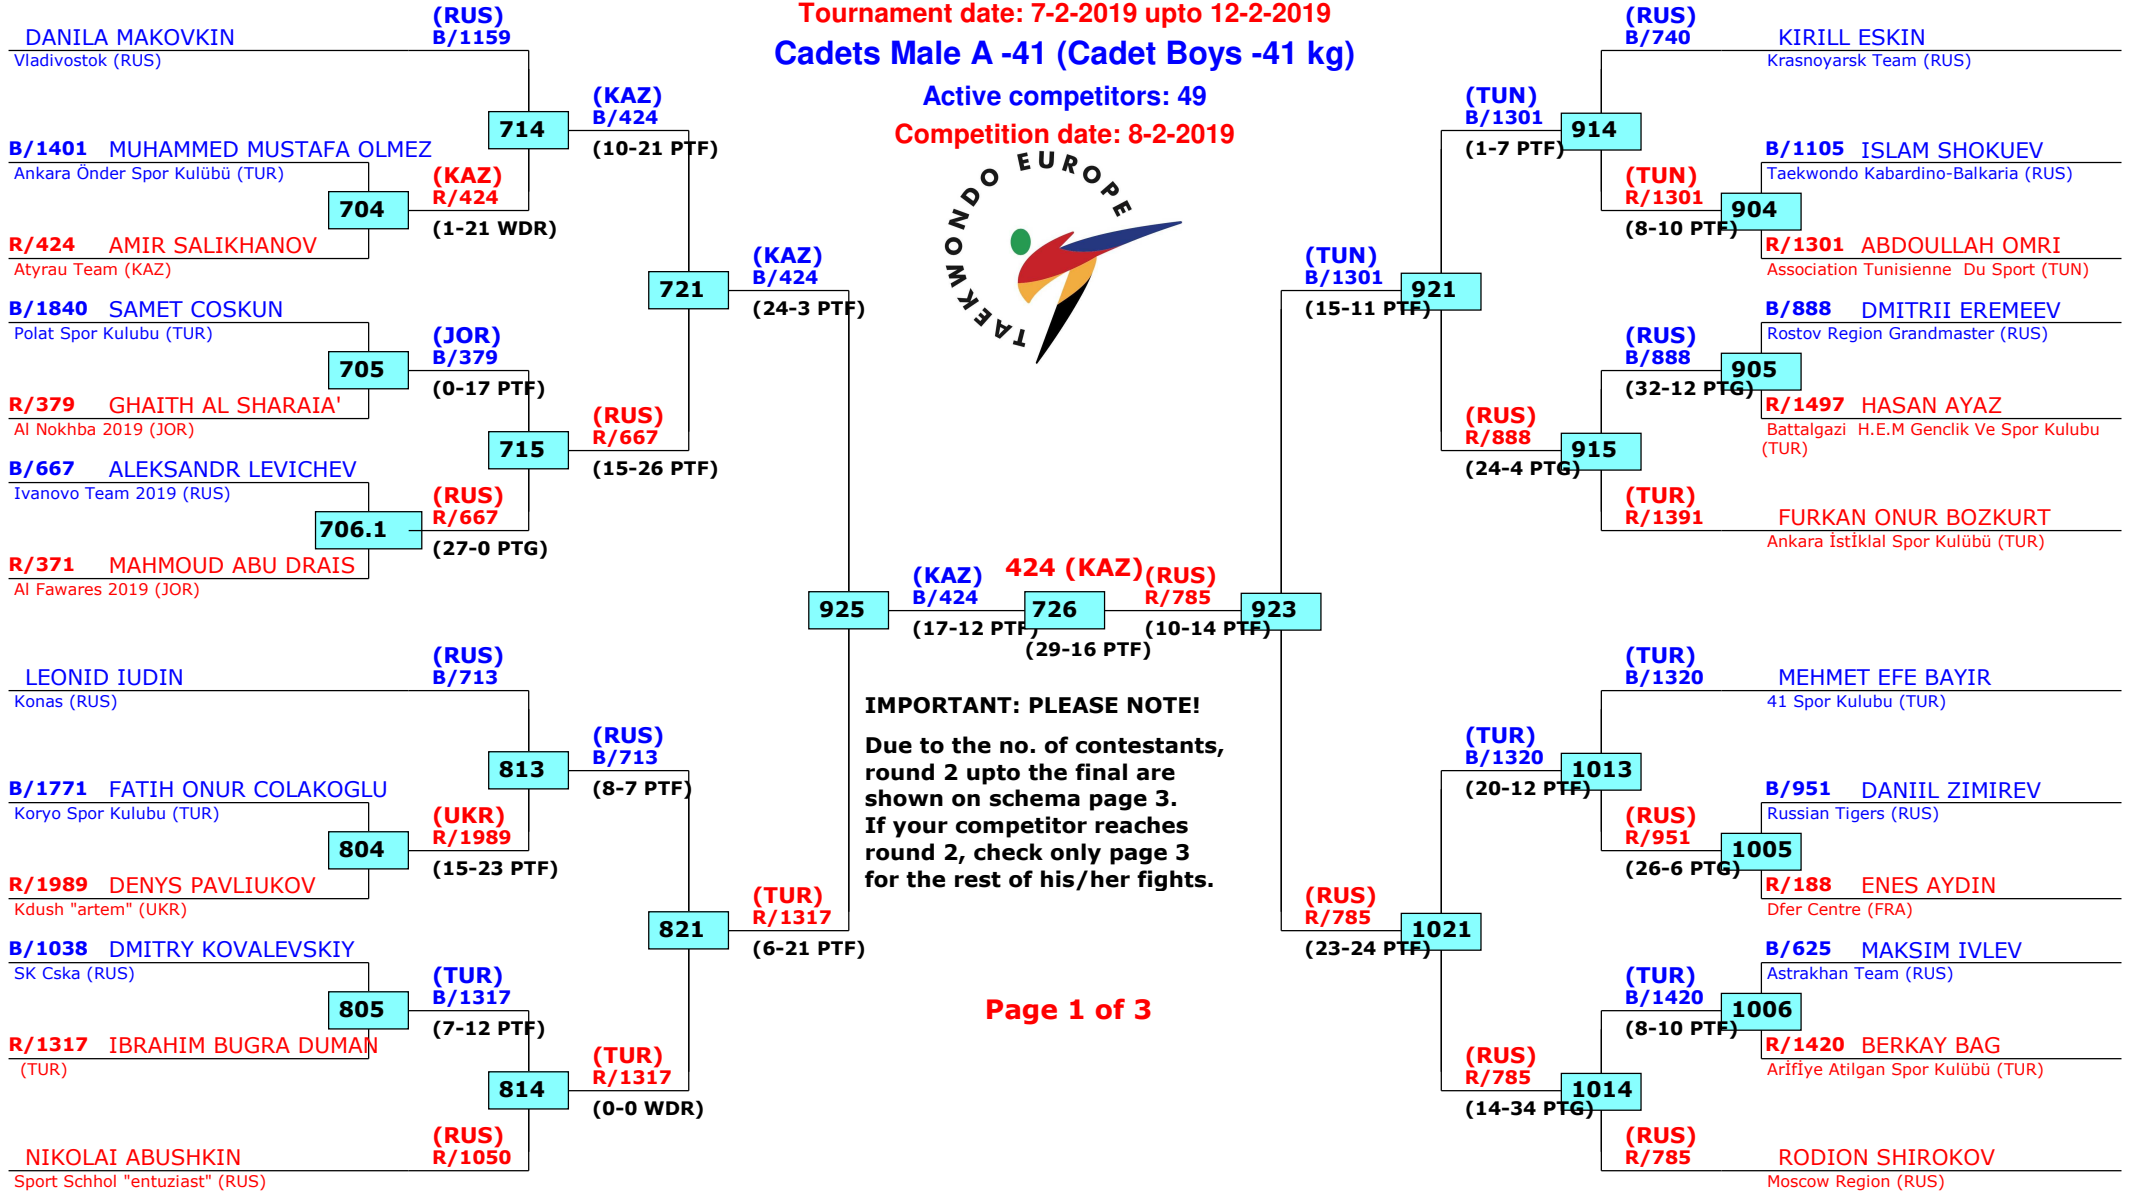 Tournament date: 7-2-2019 upto 12-2-2019
Cadets Male A -41 (Cadet Boys -41 kg)
Active competitors: 49
Competition date: 8-2-2019
TAEKWONDO EUROPE
DANILA MAKOVKIN
Vladivostok (RUS)
(RUS)
B/1159
B/1401 MUHAMMED MUSTAFA OLMEZ
Ankara Önder Spor Kulübü (TUR)
704
(KAZ)
R/424
(1-21 WDR)
R/424 AMIR SALIKHANOV
Atyrau Team (KAZ)
714
(KAZ)
B/424
(10-21 PTF)
B/1840 SAMET COSKUN
Polat Spor Kulubu (TUR)
705
(JOR)
B/379
(0-17 PTF)
R/379 GHAITH AL SHARAIA'
Al Nokhba 2019 (JOR)
B/667 ALEKSANDR LEVICHEV
Ivanovo Team 2019 (RUS)
706.1
(RUS)
R/667
(27-0 PTG)
R/371 MAHMOUD ABU DRAIS
Al Fawares 2019 (JOR)
715
(RUS)
R/667
(15-26 PTF)
721
(KAZ)
B/424
(24-3 PTF)
LEONID IUDIN
Konas (RUS)
(RUS)
B/713
B/1771 FATIH ONUR COLAKOGLU
Koryo Spor Kulubu (TUR)
804
(UKR)
R/1989
(15-23 PTF)
R/1989 DENYS PAVLIUKOV
Kdush "artem" (UKR)
813
(RUS)
B/713
(8-7 PTF)
B/1038 DMITRY KOVALEVSKIY
SK Cska (RUS)
805
(TUR)
B/1317
(7-12 PTF)
R/1317 IBRAHIM BUGRA DUMAN
(TUR)
814
(TUR)
R/1317
(0-0 WDR)
NIKOLAI ABUSHKIN
Sport Schhol "entuziast" (RUS)
(RUS)
R/1050
821
(TUR)
R/1317
(6-21 PTF)
925
(KAZ)
B/424
(17-12 PTF)
424 (KAZ)
726
(29-16 PTF)
(RUS)
R/785
(10-14 PTF)
923
IMPORTANT: PLEASE NOTE!
Due to the no. of contestants,
round 2 upto the final are
shown on schema page 3.
If your competitor reaches
round 2, check only page 3
for the rest of his/her fights.
Page 1 of 3
(RUS)
B/740
KIRILL ESKIN
Krasnoyarsk Team (RUS)
(TUN)
B/1301
(1-7 PTF)
914
B/1105 ISLAM SHOKUEV
Taekwondo Kabardino-Balkaria (RUS)
(TUN)
R/1301
(8-10 PTF)
904
R/1301 ABDOULLAH OMRI
Association Tunisienne Du Sport (TUN)
(TUN)
B/1301
(15-11 PTF)
921
B/888 DMITRII EREMEEV
Rostov Region Grandmaster (RUS)
(RUS)
B/888
(32-12 PTG)
905
R/1497 HASAN AYAZ
Battalgazi H.E.M Genclik Ve Spor Kulubu
(TUR)
(RUS)
R/888
(24-4 PTG)
915
(TUR)
R/1391
FURKAN ONUR BOZKURT
Ankara İstİklal Spor Kulübü (TUR)
(TUR)
B/1320
MEHMET EFE BAYIR
41 Spor Kulubu (TUR)
(TUR)
B/1320
(20-12 PTF)
1013
B/951 DANIIL ZIMIREV
Russian Tigers (RUS)
(RUS)
R/951
(26-6 PTG)
1005
R/188 ENES AYDIN
Dfer Centre (FRA)
(RUS)
R/785
(23-24 PTF)
1021
B/625 MAKSIM IVLEV
Astrakhan Team (RUS)
(TUR)
B/1420
(8-10 PTF)
1006
R/1420 BERKAY BAG
Arİfİye Atilgan Spor Kulübü (TUR)
(RUS)
R/785
(14-34 PTG)
1014
(RUS)
R/785
RODION SHIROKOV
Moscow Region (RUS)